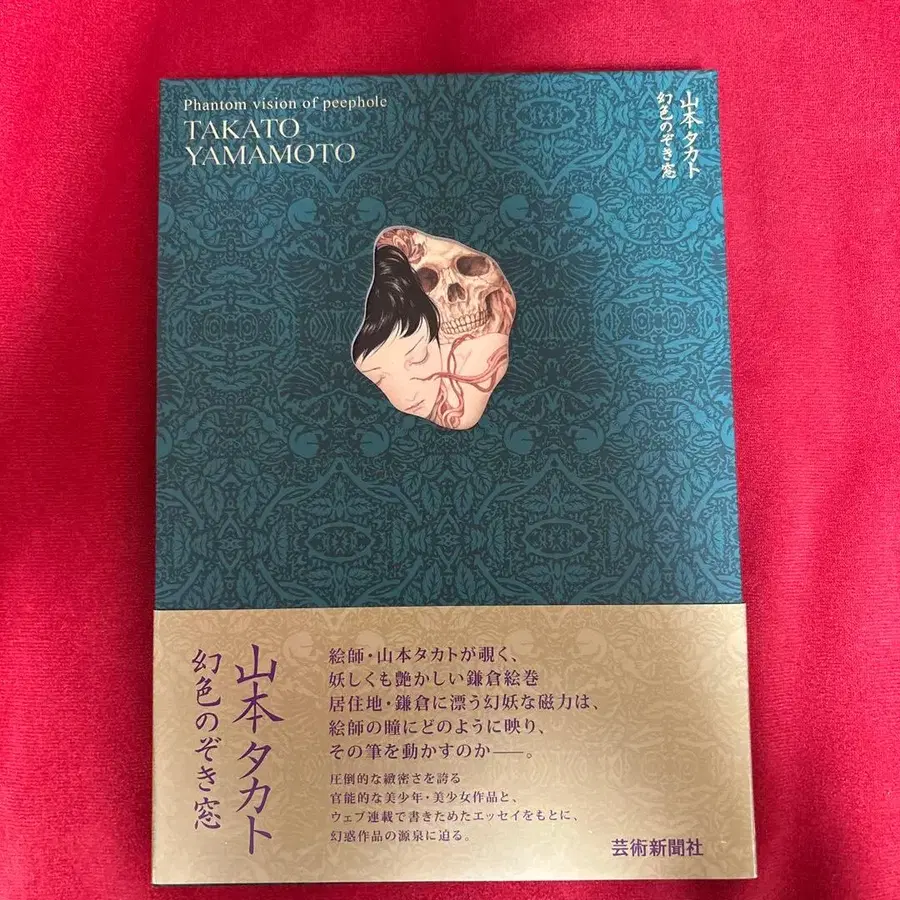 Phantom vision of peephole
TAKATO
YAMAMOTO
山本タカト
幻色のぞき窓
山本タカト
幻色のぞき窓
絵師・山本タカトが覗く、
妖しくも艶かしい鎌倉絵巻
居住地・鎌倉に漂う幻妖な磁力は、
絵師の瞳にどのように映り、
その筆を動かすのか――。
圧倒的な緻密さを誇る
官能的な美少年・美少女作品と、
ウェブ連載で書きためたエッセイをもとに、
幻惑作品の源泉に迫る。
芸術新聞社